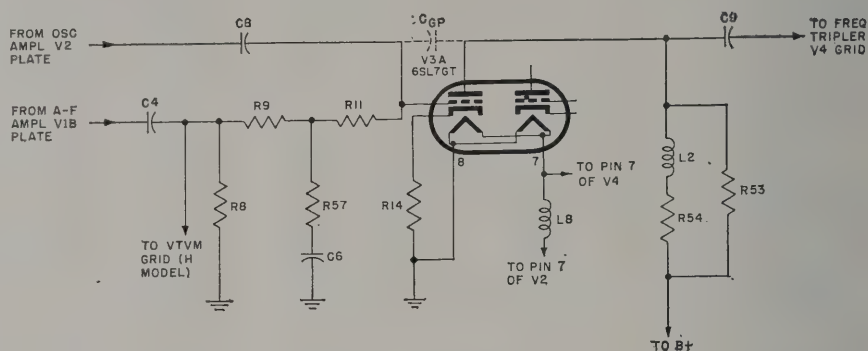 FROM OSC
AMPL V2
PLATE
C8
CGP
V3A
6SL7GT
C9
TO FREQ
TRIPLER
V4 GRID
FROM A-F
AMPL V1B
PLATE
C4
R9
R11
R8
R57
C6
R14
8
7
TO PIN 7
OF V4
L8
TO PIN 7
OF V2
L2
R54
R53
TO VTVM
GRID (H
MODEL)
TO B+